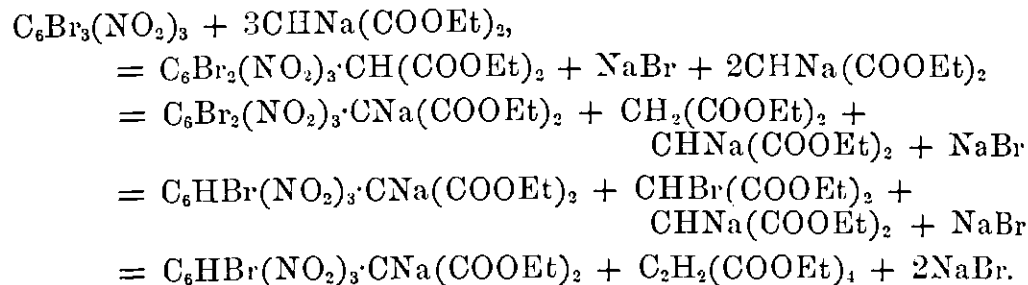 C₆Br₃(NO₂)₃ + 3CHNa(COOEt)₂,
= C₆Br₂(NO₂)₃·CH(COOEt)₂ + NaBr + 2CHNa(COOEt)₂
= C₆Br₂(NO₂)₃·CNa(COOEt)₂ + CH₂(COOEt)₂ +
CHNa(COOEt)₂ + NaBr
= C₆HBr(NO₂)₃·CNa(COOEt)₂ + CHBr(COOEt)₂ +
CHNa(COOEt)₂ + NaBr
= C₆HBr(NO₂)₃·CNa(COOEt)₂ + C₂H₂(COOEt)₄ + 2NaBr.